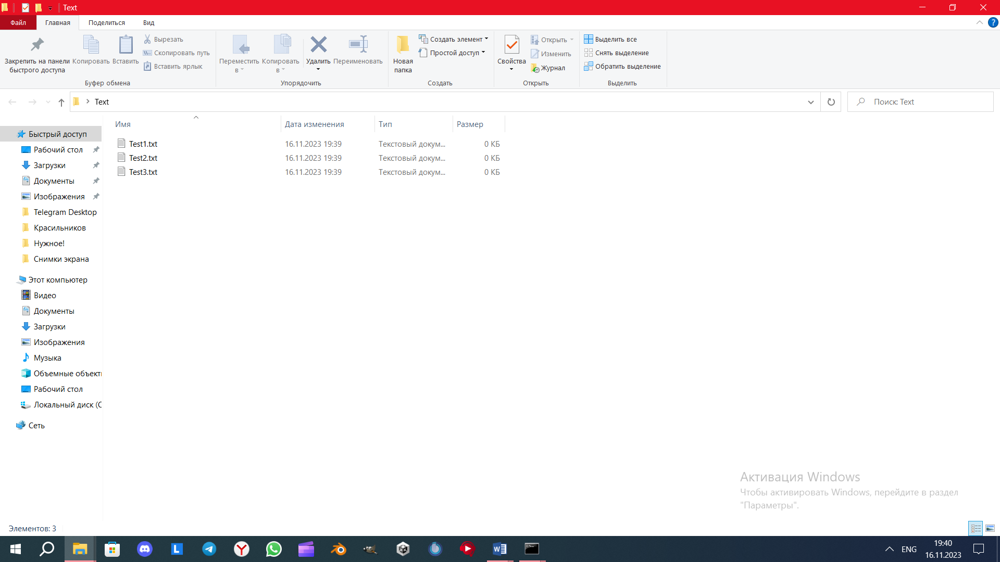 Text
Файл
Главная
Поделиться
Вид
?
Закрепить на панели
быстрого доступа
Копировать
Вставить
Вырезать
Скопировать путь
Вставить ярлык
Буфер обмена
Переместить
в
Копировать
в
Удалить
Переименовать
Упорядочить
Новая
папка
Создать элемент
Простой доступ
Создать
Свойства
Открыть
Изменить
Журнал
Открыть
Выделить все
Снять выделение
Обратить выделение
Выделить
Text
Поиск: Text
Имя
Дата изменения
Тип
Размер
Test1.txt 16.11.2023 19:39 Текстовый докум... 0 КБ
Test2.txt 16.11.2023 19:39 Текстовый докум... 0 КБ
Test3.txt 16.11.2023 19:39 Текстовый докум... 0 КБ
Быстрый доступ
Рабочий стол
Загрузки
Документы
Изображения
Telegram Desktop
Красильников
Нужное!
Снимки экрана
Этот компьютер
Видео
Документы
Загрузки
Изображения
Музыка
Объемные объекты
Рабочий стол
Локальный диск (C
Сеть
Активация Windows
Чтобы активировать Windows, перейдите в раздел
"Параметры".
Элементов: 3
L
ENG
19:40
16.11.2023